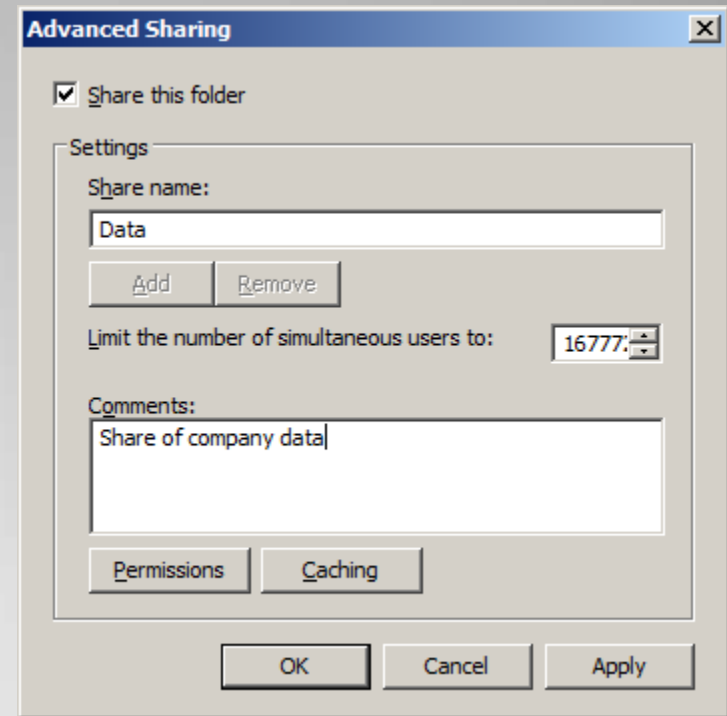 Advanced Sharing
Share this folder
Settings
Share name:
Data
Add Remove
Limit the number of simultaneous users to:
Comments:
Share of company data
Permissions Caching
OK Cancel Apply